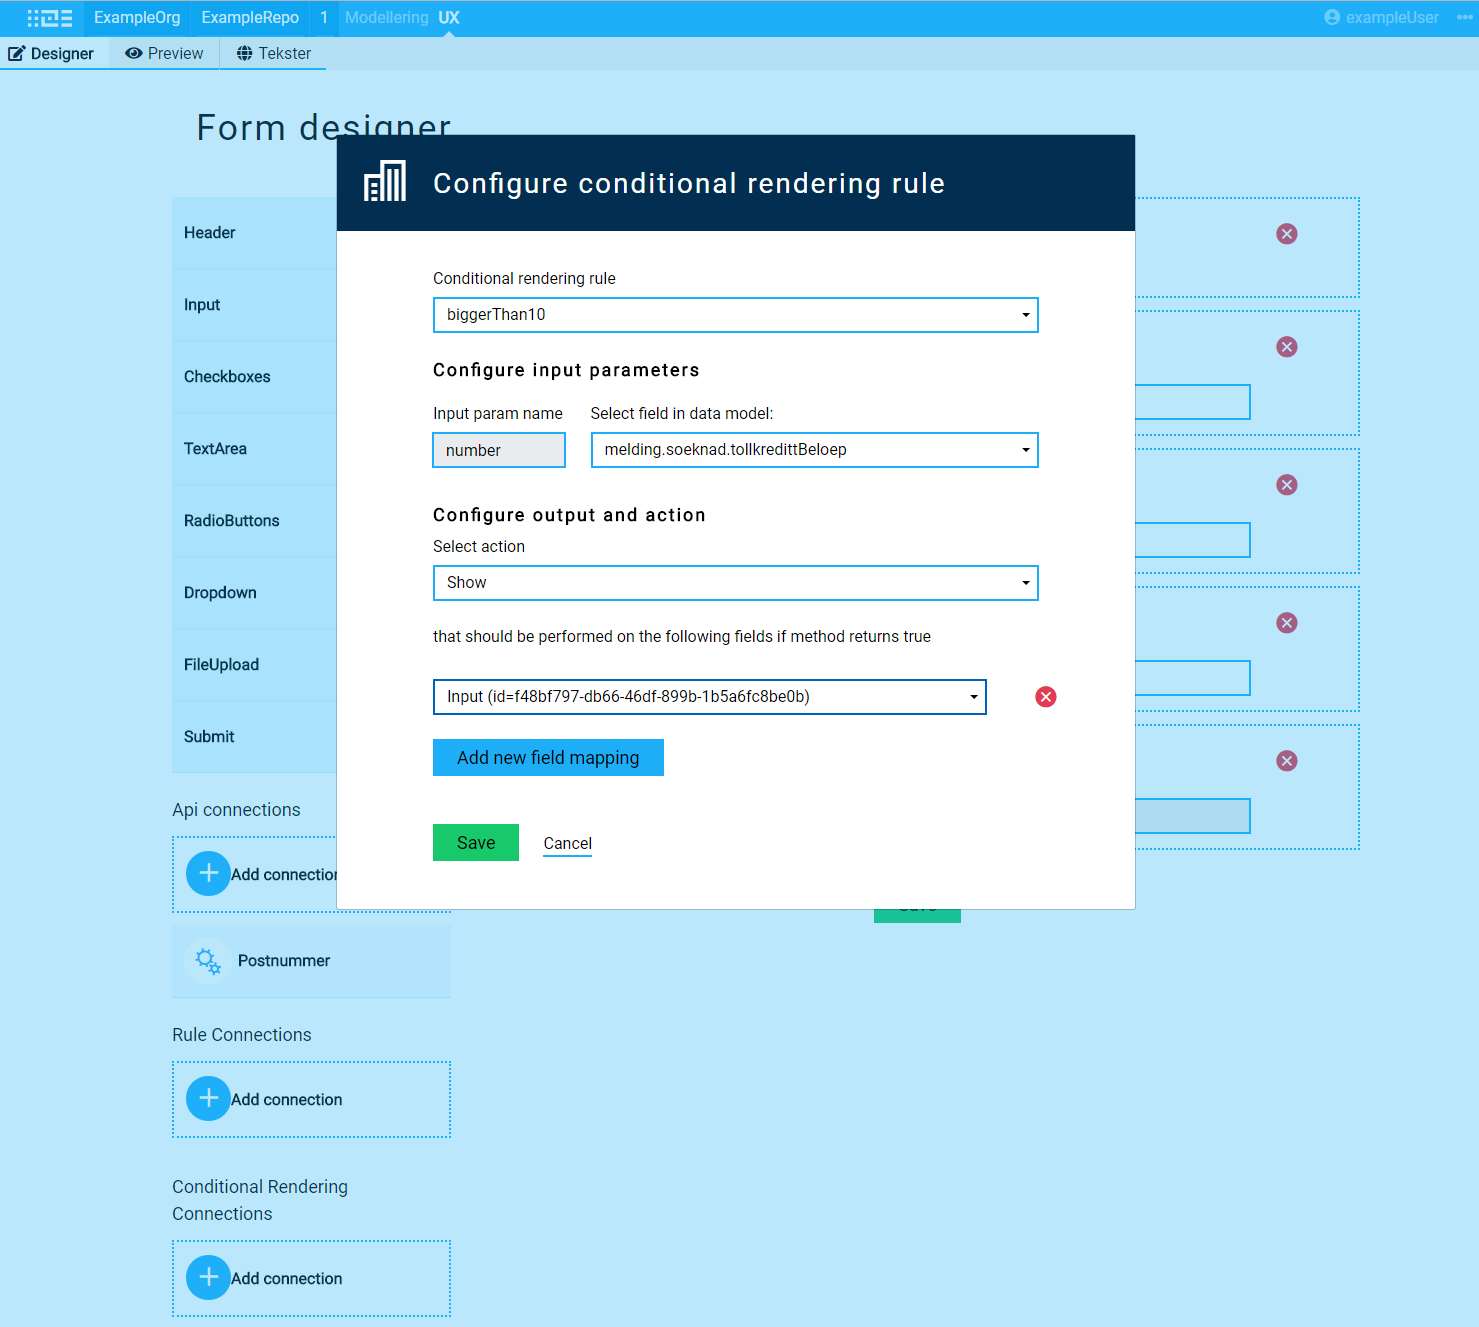 ExampleOrg ExampleRepo 1 Modellering UX exampleUser
Designer Preview Tekster
Form designer
Configure conditional rendering rule
Header
Input
Checkboxes
TextArea
RadioButtons
Dropdown
FileUpload
Submit
Conditional rendering rule
biggerThan10
Configure input parameters
Input param name Select field in data model:
number melding.soeknad.tollkredittBeloep
Configure output and action
Select action
Show
that should be performed on the following fields if method returns true
Input (id=f48bf797-db66-46df-899b-1b5a6fc8be0b)
Add new field mapping
Save Cancel
Api connections
Add connection
Save
Postnummer
Rule Connections
Add connection
Conditional Rendering
Connections
Add connection